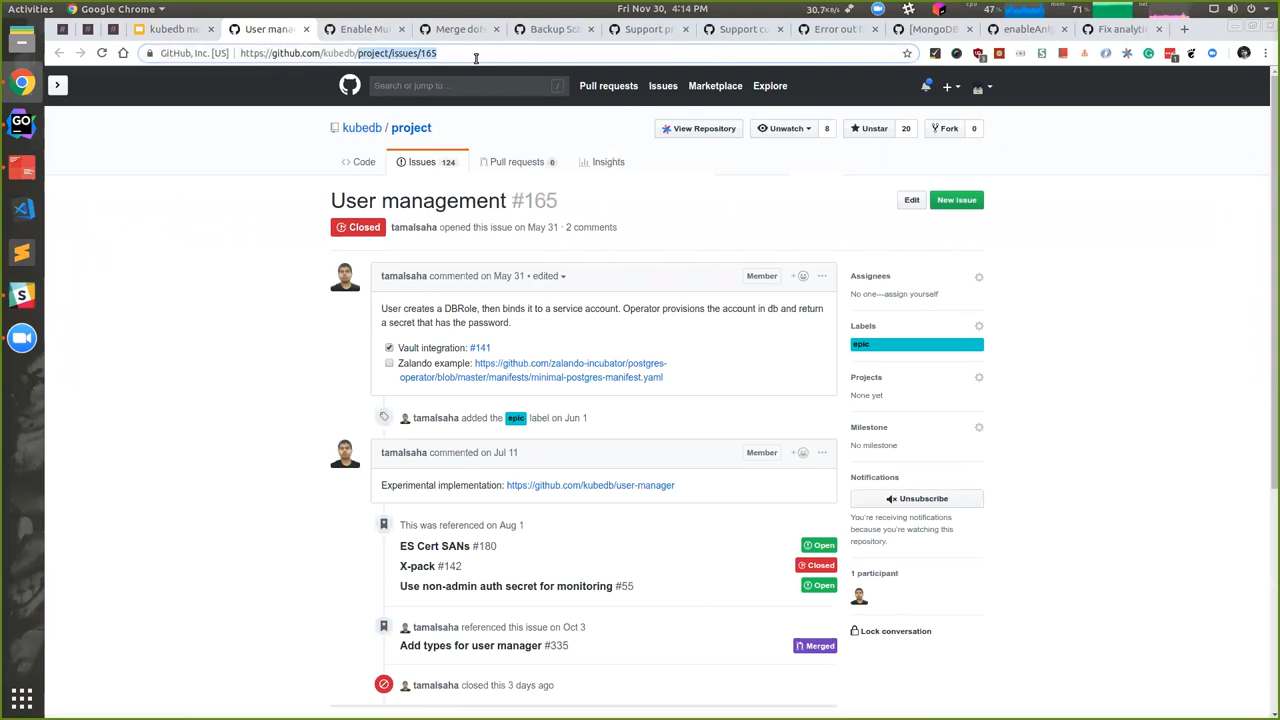 Activities
Google Chrome
Fri Nov 30, 4:14 PM
30.7k/s
cpu
47 %
mem
71 %
net
kubedb me
User mana
Enable Mu
Merge do
Backup Sc
Support p
Support c
Error out f
[MongoDB
enableAn
Fix analytic
GitHub, Inc. [US]
https://github.com/kubedb/project/issues/165
Search or jump to...
/
Pull requests
Issues
Marketplace
Explore
kubedb / project
View Repository
Unwatch
8
Unstar
20
Fork
0
Code
Issues 124
Pull requests 0
Insights
User management #165
Edit
New issue
Closed
tamalsaha opened this issue on May 31 · 2 comments
tamalsaha commented on May 31 • edited
Member
User creates a DBRole, then binds it to a service account. Operator provisions the account in db and return
a secret that has the password.
Vault integration: #141
Zalando example: https://github.com/zalando-incubator/postgres-
operator/blob/master/manifests/minimal-postgres-manifest.yaml
tamalsaha added the epic label on Jun 1
tamalsaha commented on Jul 11
Member
Experimental implementation: https://github.com/kubedb/user-manager
This was referenced on Aug 1
ES Cert SANs #180
Open
X-pack #142
Closed
Use non-admin auth secret for monitoring #55
Open
tamalsaha referenced this issue on Oct 3
Add types for user manager #335
Merged
tamalsaha closed this 3 days ago
Assignees
No one—assign yourself
Labels
epic
Projects
None yet
Milestone
No milestone
Notifications
Unsubscribe
You're receiving notifications
because you're watching this
repository.
1 participant
Lock conversation